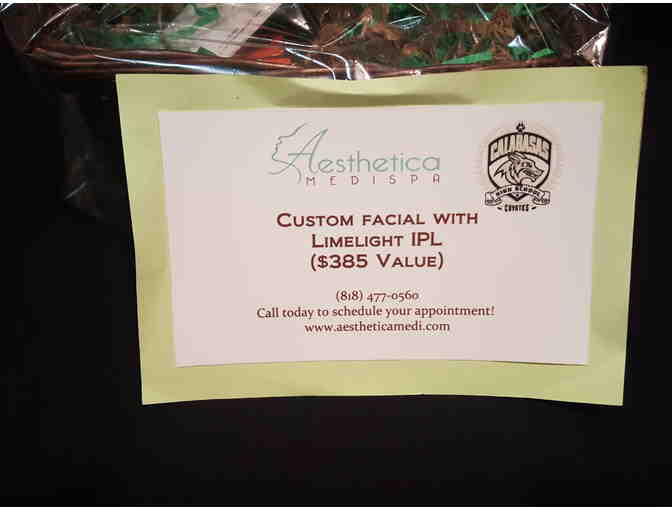 Aesthetica
MEDISPA
CALABASAS
HIGH SCHOOL
COYOTES
CUSTOM FACIAL WITH
LIMELIGHT IPL
($385 VALUE)
(818) 477-0560
Call today to schedule your appointment!
www.aestheticamedi.com